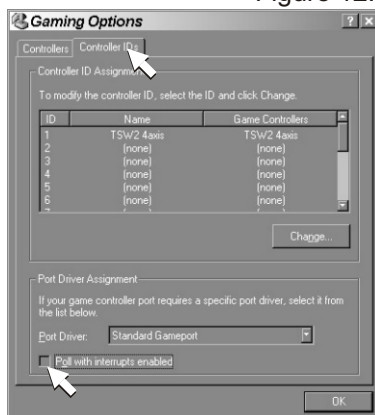 Figure 12.
Gaming Options
Controllers Controller IDs
Controller ID Assignment
To modify the controller ID, select the ID and click Change.
ID Name Game Controllers
1 TSW2 4axis TSW2 4axis
2 (none) (none)
3 (none) (none)
4 (none) (none)
5 (none) (none)
6 (none) (none)
Change...
Port Driver Assignment
If your game controller port requires a specific port driver, select it from
the list below.
Port Driver: Standard Gameport
Poll with interrupts enabled
OK